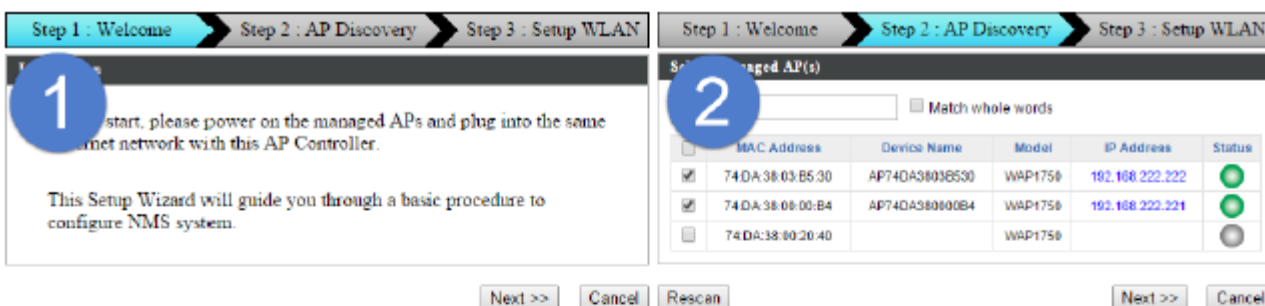 Step 1 : Welcome
Step 2 : AP Discovery
Step 3 : Setup WLAN
1
start, please power on the managed APs and plug into the same
network with this AP Controller.
This Setup Wizard will guide you through a basic procedure to
configure NMS system.
Next >>
Cancel
Step 1 : Welcome
Step 2 : AP Discovery
Step 3 : Setup WLAN
AP(s)
2
Match whole words
MAC Address Device Name Model IP Address Status
74:DA:38:03:B5:30 AP74DA3803B530 WAP1750 192.168.222.222
74:DA:38:00:00:B4 AP74DA380000B4 WAP1750 192.168.222.221
74:DA:38:00:20:40 WAP1750
Rescan
Next >>
Cancel